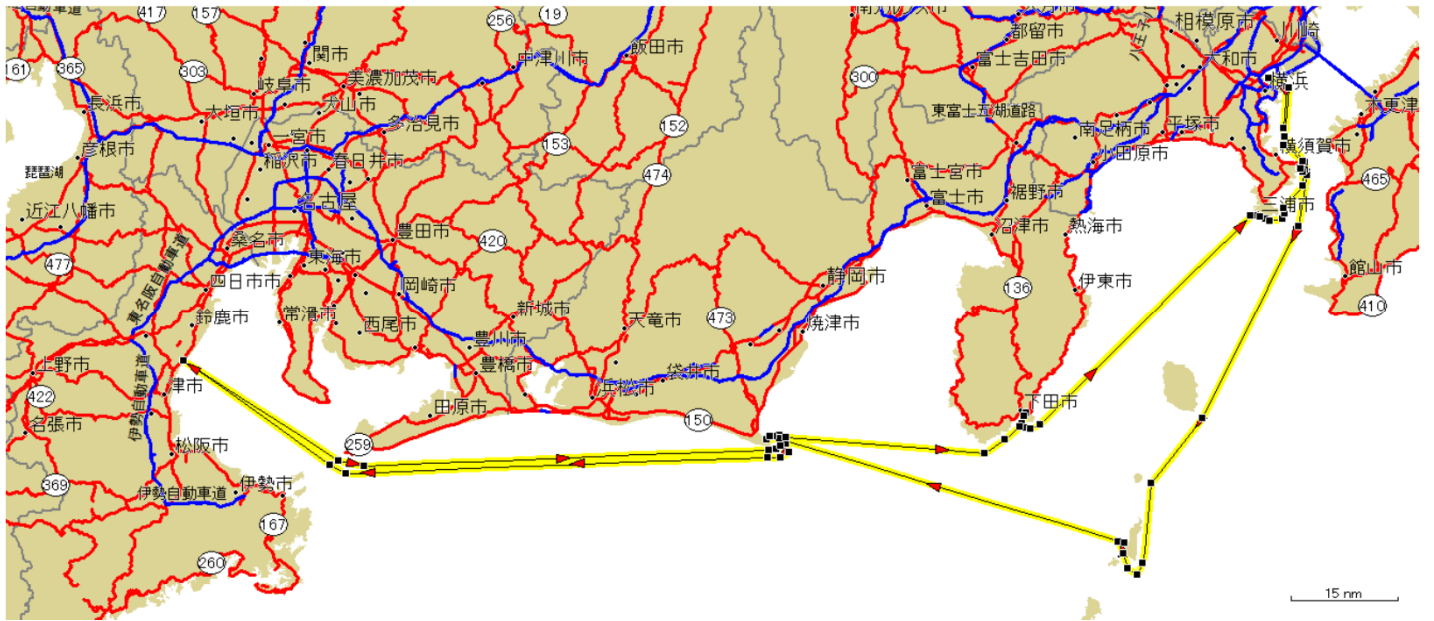 自動車道
417
157
256
19
相模原市
川崎
都留市
八王子
161
365
303
関市
中津川市
飯田市
富士吉田市
大和市
岐阜市
美濃加茂市
300
横浜
木更津
長浜市
大垣市
犬山市
東富士五湖道路
多治見市
152
南足柄市
平塚市
一宮市
153
横須賀市
彦根市
稲沢市
春日井市
小田原市
琵琶湖
474
富士宮市
465
名古屋
富士市
裾野市
近江八幡市
三浦市
豊田市
沼津市
熱海市
桑名市
420
477
東名阪自動車道
東海市
静岡市
館山市
四日市市
岡崎市
136
伊東市
410
鈴鹿市
常滑市
新城市
天竜市
473
焼津市
西尾市
豊川市
上野市
豊橋市
袋井市
津市
浜松市
422
伊勢自動車道
田原市
150
下田市
名張市
松阪市
259
369
伊勢自動車道
伊勢市
167
260
15 nm